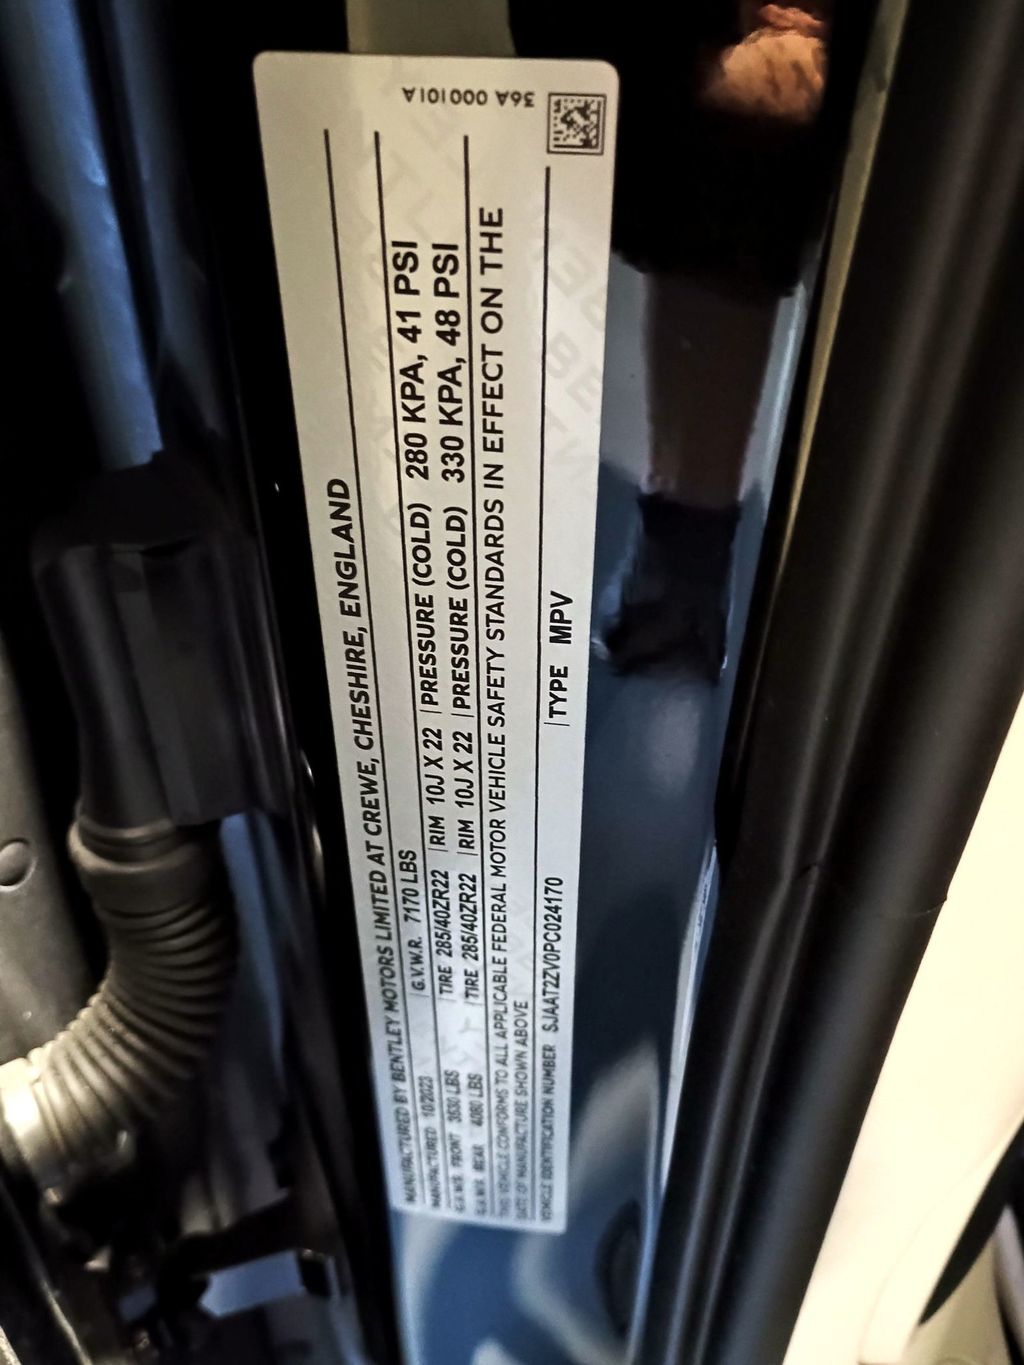 MANUFACTURED BY BENTLEY MOTORS LIMITED AT CREWE, CHESHIRE, ENGLAND
MANUFACTURED 10/2023 G.V.W.R. 7170 LBS
G.A.W.R. FRONT 3530 LBS TIRE 285/40ZR22 RIM 10J X 22 PRESSURE (COLD) 280 KPA, 41 PSI
G.A.W.R. REAR 4080 LBS TIRE 285/40ZR22 RIM 10J X 22 PRESSURE (COLD) 330 KPA, 48 PSI
THIS VEHICLE CONFORMS TO ALL APPLICABLE FEDERAL MOTOR VEHICLE SAFETY STANDARDS IN EFFECT ON THE
DATE OF MANUFACTURE SHOWN ABOVE
VEHICLE IDENTIFICATION NUMBER SJAAT2ZV0PC024170 TYPE MPV
36A 000101A